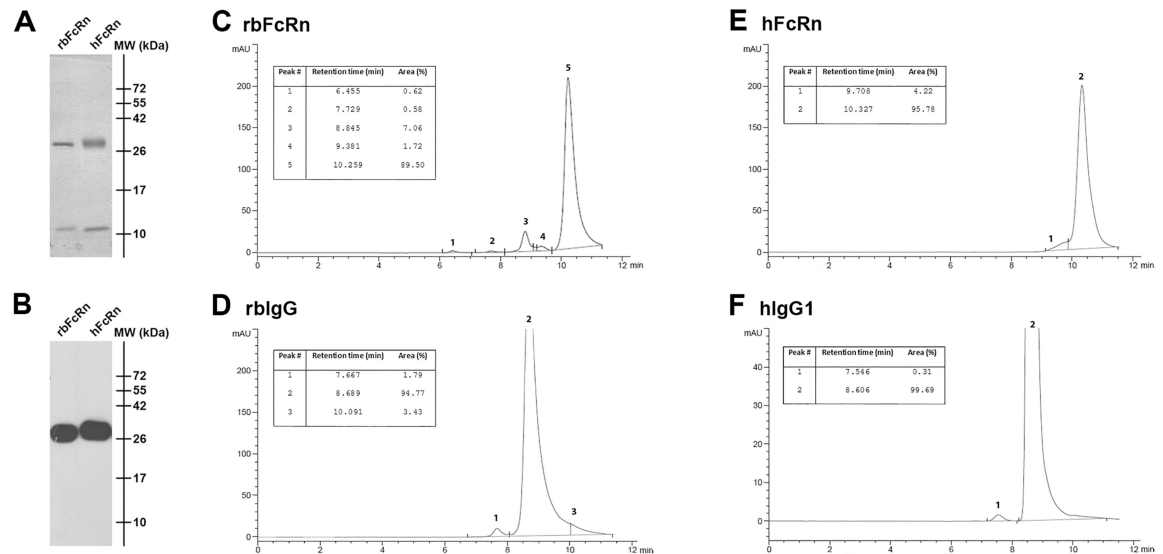 A
rbFcRn
hFcRn
MW (kDa)
72
55
42
26
17
10
B
rbFcRn
hFcRn
MW (kDa)
72
55
42
26
17
10
C rbFcRn
mAU
200
150
100
50
0
0 2 4 6 8 10 12 min
Peak # Retention time (min) Area (%)
1 6.455 0.62
2 7.729 0.58
3 8.845 7.06
4 9.381 1.72
5 10.259 89.50
1 2 3 4 5
D rbIgG
mAU
200
150
100
50
0
0 2 4 6 8 10 12 min
Peak # Retention time (min) Area (%)
1 7.667 1.79
2 8.689 94.77
3 10.091 3.43
1 2 3
E hFcRn
mAU
200
150
100
50
0
0 2 4 6 8 10 12 min
Peak # Retention time (min) Area (%)
1 9.708 4.22
2 10.327 95.78
1 2
F hIgG1
mAU
40
30
20
10
0
0 2 4 6 8 10 12 min
Peak # Retention time (min) Area (%)
1 7.546 0.31
2 8.606 99.69
1 2